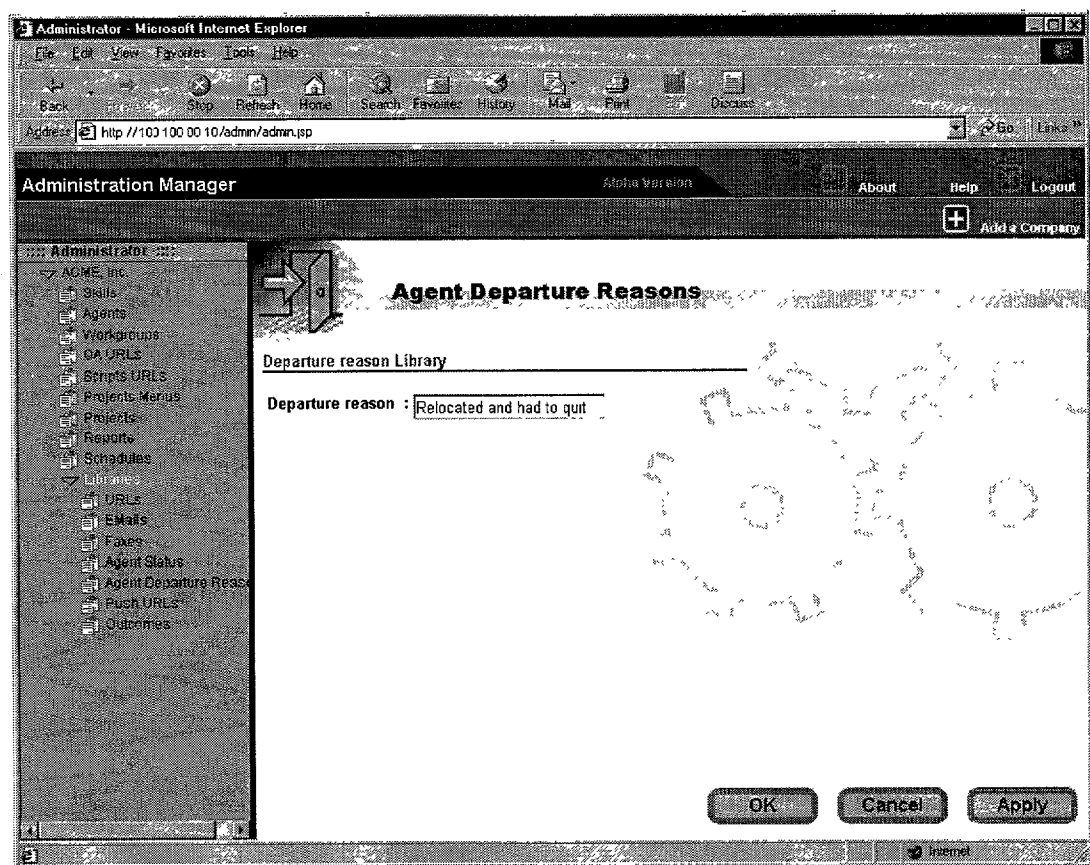 Administrator - Microsoft Internet Explorer
File Edit View Favorites Tools Help
Back Stop Refresh Home Search Favorites History Mail Print Discuss
Address http //100 100 00 10/admin/admin.jsp Go Links »
Administration Manager Alpha Version About Help Logout
Add a Company
:::: Administrator ::::
ACME, Inc.
Skills
Agents
Workgroups
QA URLs
Scripts URLs
Projects Menus
Projects
Reports
Schedules
Libraries
URLs
EMails
Faxes
Agent Status
Agent Departure Reaso
Push URLs
Outcomes
Agent Departure Reasons
Departure reason Library
Departure reason : Relocated and had to quit
OK Cancel Apply
Internet